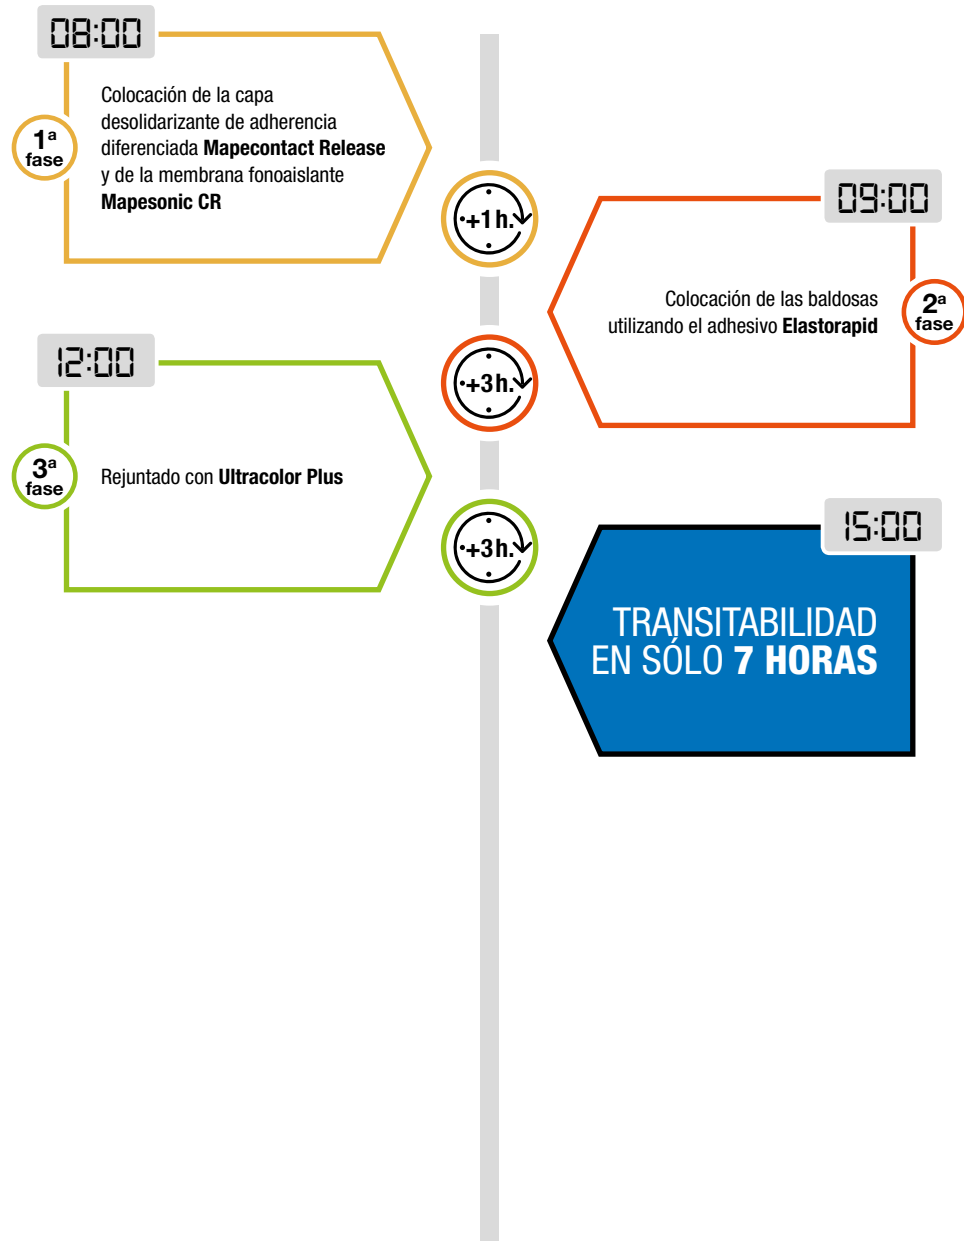 08:00
1ª
fase
Colocación de la capa
desolidarizante de adherencia
diferenciada Mapecontact Release
y de la membrana fonoaislante
Mapesonic CR
+1 h.
09:00
Colocación de las baldosas
utilizando el adhesivo Elastorapid
2ª
fase
+3 h.
12:00
3ª
fase
Rejuntado con Ultracolor Plus
+3 h.
15:00
TRANSITABILIDAD
EN SÓLO 7 HORAS